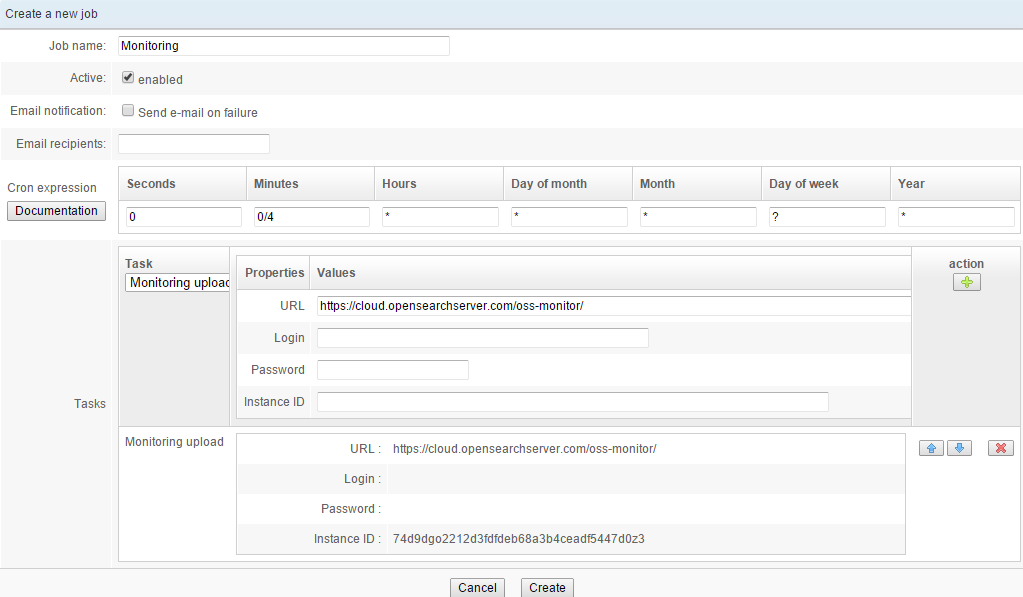 Create a new job
Job name: Monitoring
Active: enabled
Email notification: Send e-mail on failure
Email recipients:
Cron expression
Documentation
Seconds Minutes Hours Day of month Month Day of week Year
0 0/4 * * * ? *
Tasks
Task
Monitoring upload
Properties Values
URL https://cloud.opensearchserver.com/oss-monitor/
Login
Password
Instance ID
action
Monitoring upload
URL : https://cloud.opensearchserver.com/oss-monitor/
Login :
Password :
Instance ID : 74d9dgo2212d3fdfdeb68a3b4ceadf5447d0z3
Cancel Create